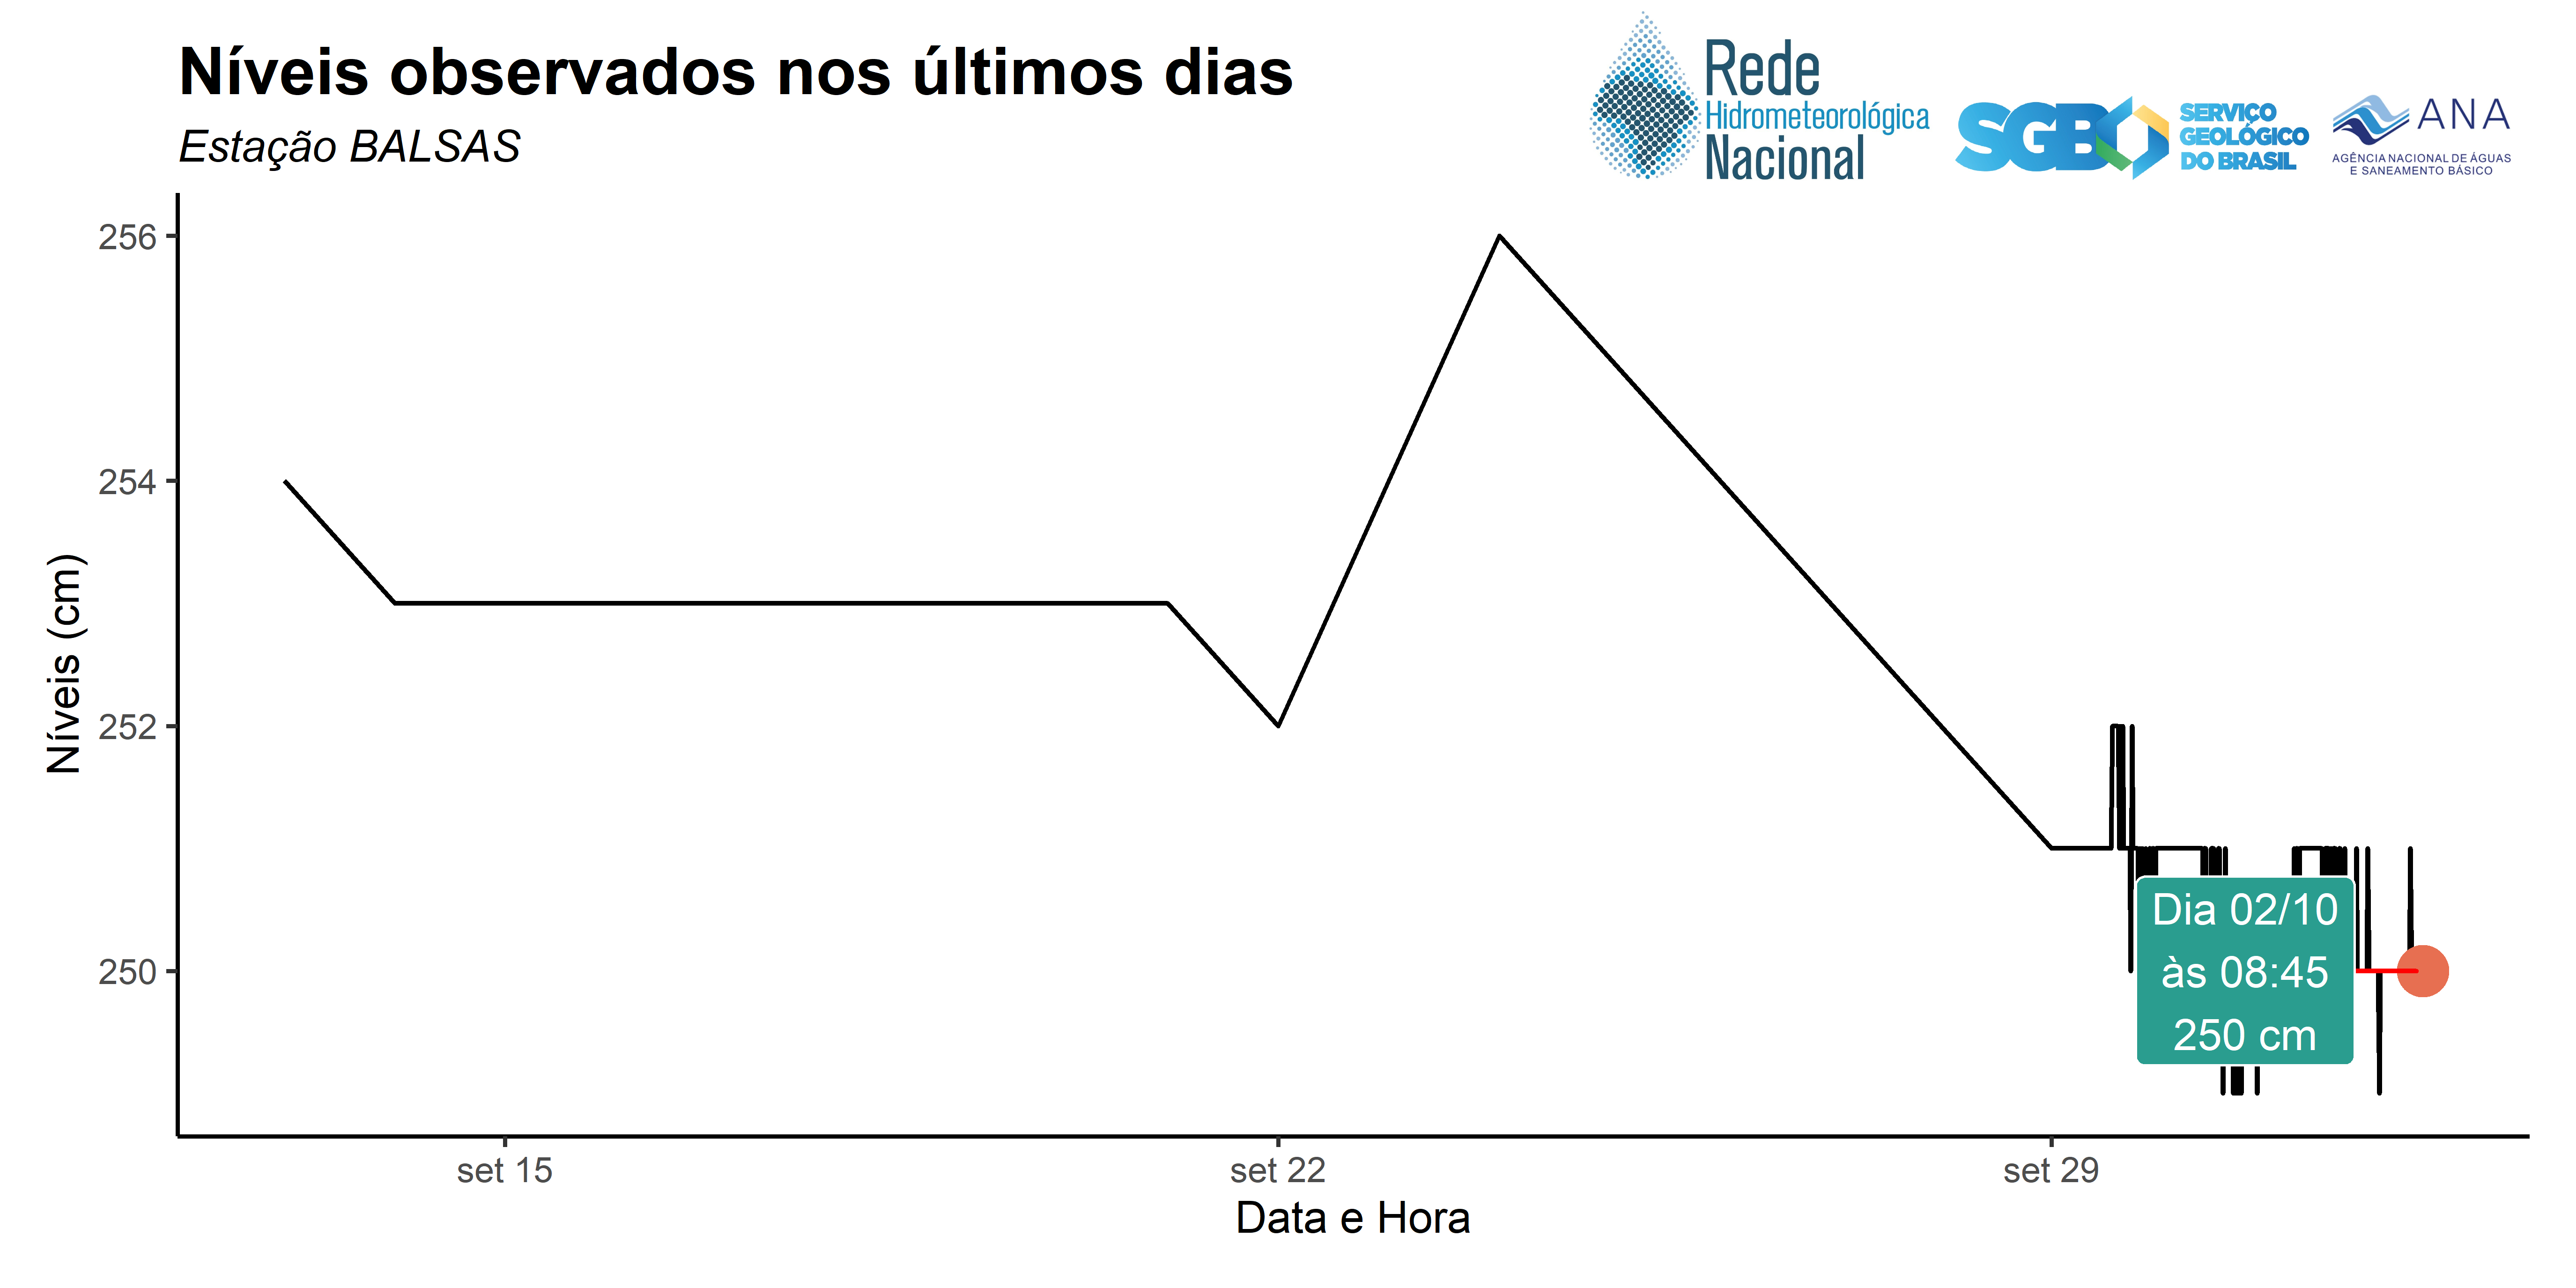 Níveis observados nos últimos dias
Estação BALSAS
Rede
Hidrometeorológica
Nacional
SGB
SERVIÇO
GEOLÓGICO
DO BRASIL
ANA
AGÊNCIA NACIONAL DE ÁGUAS
E SANEAMENTO BÁSICO
256
254
252
250
Níveis (cm)
Dia 02/10
às 08:45
250 cm
set 15
set 22
set 29
Data e Hora